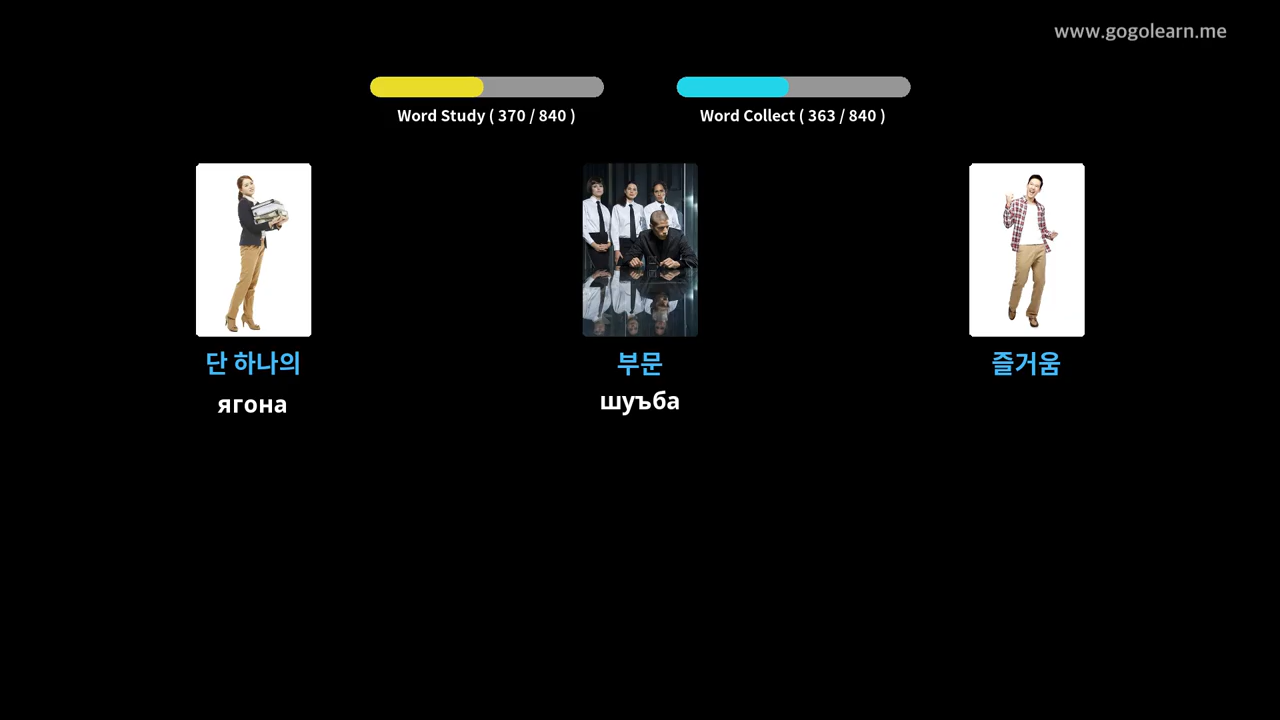 www.gogolearn.me
Word Study ( 370 / 840 )
Word Collect ( 363 / 840 )
단 하나의
부문
즐거움
ягона
шуъба